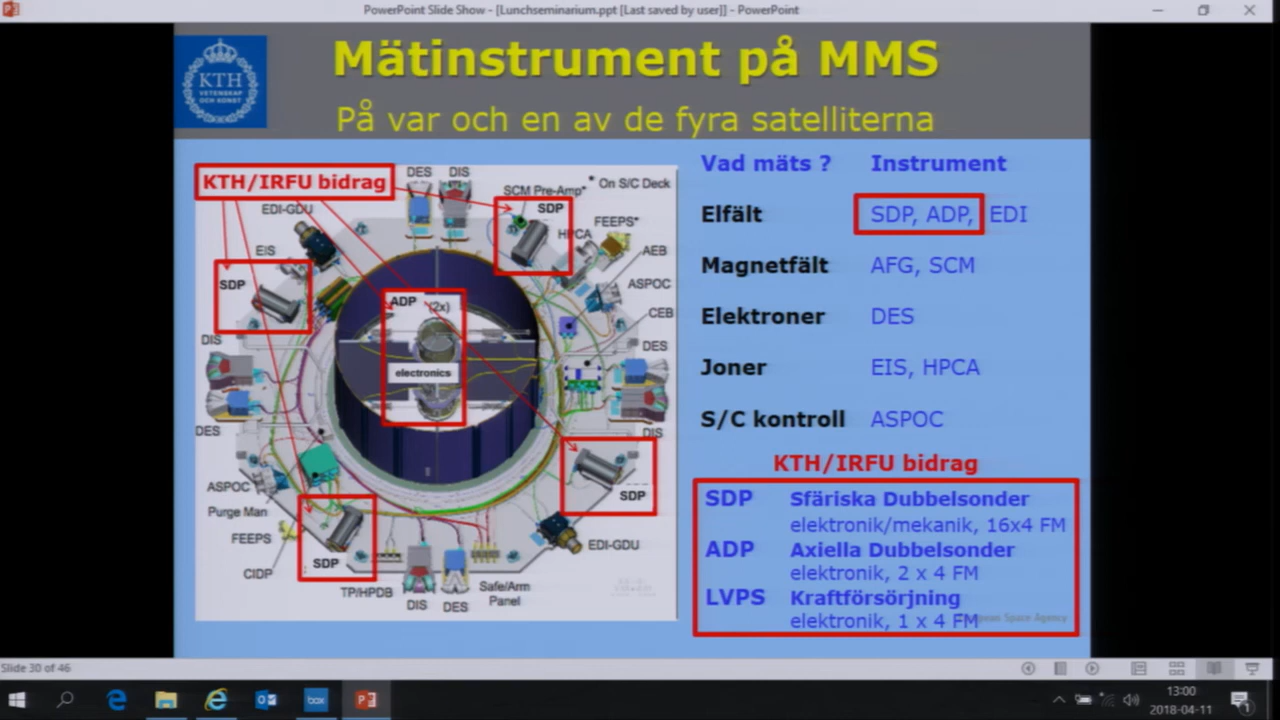 PowerPoint Slide Show - [Lunchseminarium.ppt [Last saved by user]] - PowerPoint
KTH
VETENSKAP
OCH KONST
Mätinstrument på MMS
På var och en av de fyra satelliterna
KTH/IRFU bidrag
DES DIS
SCM Pre-Amp*
* On S/C Deck
EDI-GDU
SDP
FEEPS*
HPCA
EIS
AEB
SDP
ASPOC
ADP (2x)
CEB
DIS
DES
electronics
DES
DIS
ASPOC
SDP
Purge Man
FEEPS
EDI-GDU
CIDP
SDP
TP/HPDB
DIS
DES
Safe/Arm
Panel
Vad mäts ? Instrument
Elfält SDP, ADP, EDI
Magnetfält AFG, SCM
Elektroner DES
Joner EIS, HPCA
S/C kontroll ASPOC
KTH/IRFU bidrag
SDP Sfäriska Dubbelsonder
elektronik/mekanik, 16x4 FM
ADP Axiella Dubbelsonder
elektronik, 2 x 4 FM
LVPS Kraftförsörjning
elektronik, 1 x 4 FM
European Space Agency
Slide 30 of 46
box
13:00
2018-04-11
1